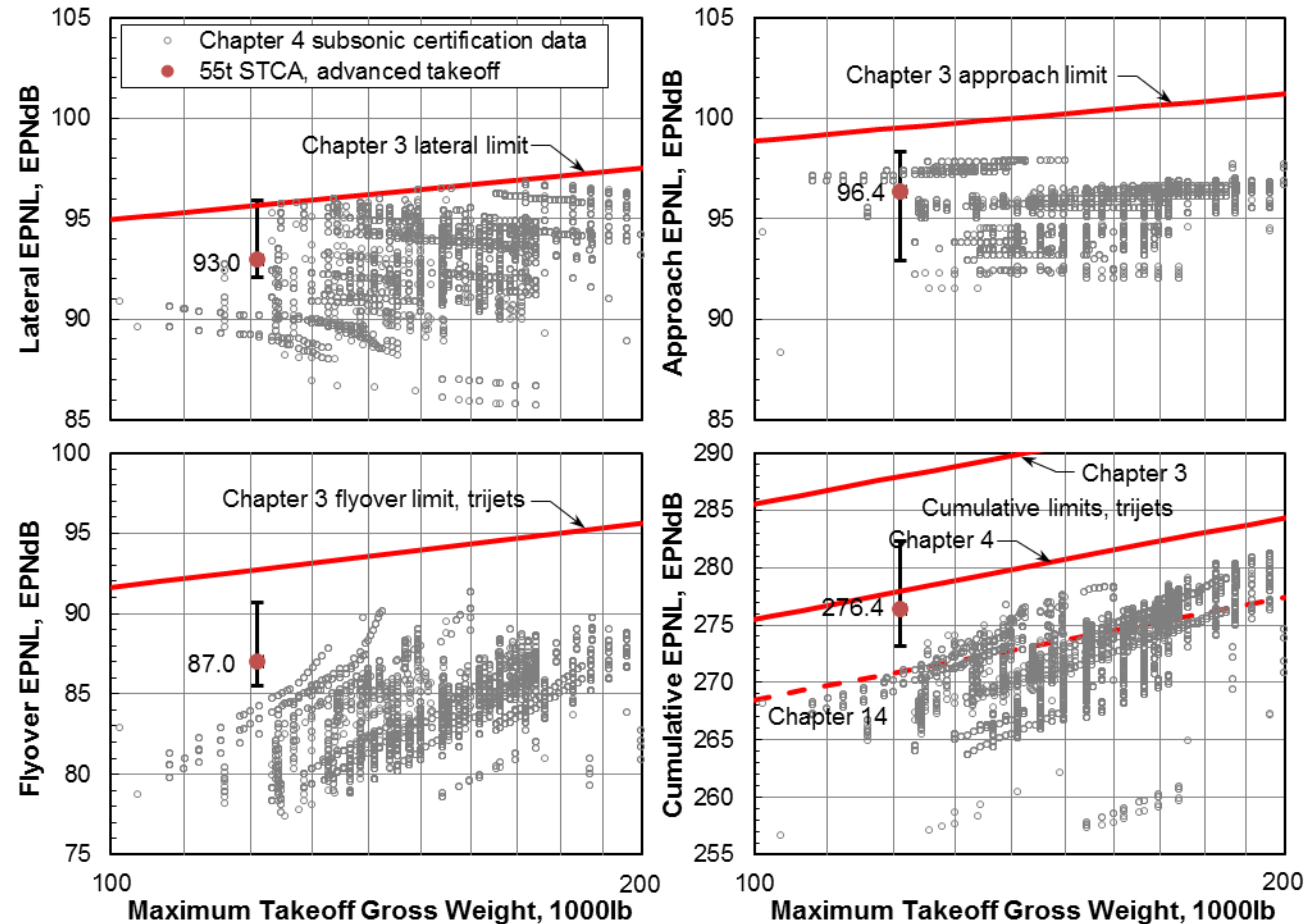 105
100
95
90
85
Lateral EPNL, EPNdB
Chapter 4 subsonic certification data
55t STCA, advanced takeoff
Chapter 3 lateral limit
93.0
105
100
95
90
85
Approach EPNL, EPNdB
Chapter 3 approach limit
96.4
100
95
90
85
80
75
Flyover EPNL, EPNdB
Chapter 3 flyover limit, trijets
87.0
100
200
Maximum Takeoff Gross Weight, 1000lb
290
285
280
275
270
265
260
255
Cumulative EPNL, EPNdB
Chapter 3
Cumulative limits, trijets
Chapter 4
276.4
Chapter 14
100
200
Maximum Takeoff Gross Weight, 1000lb